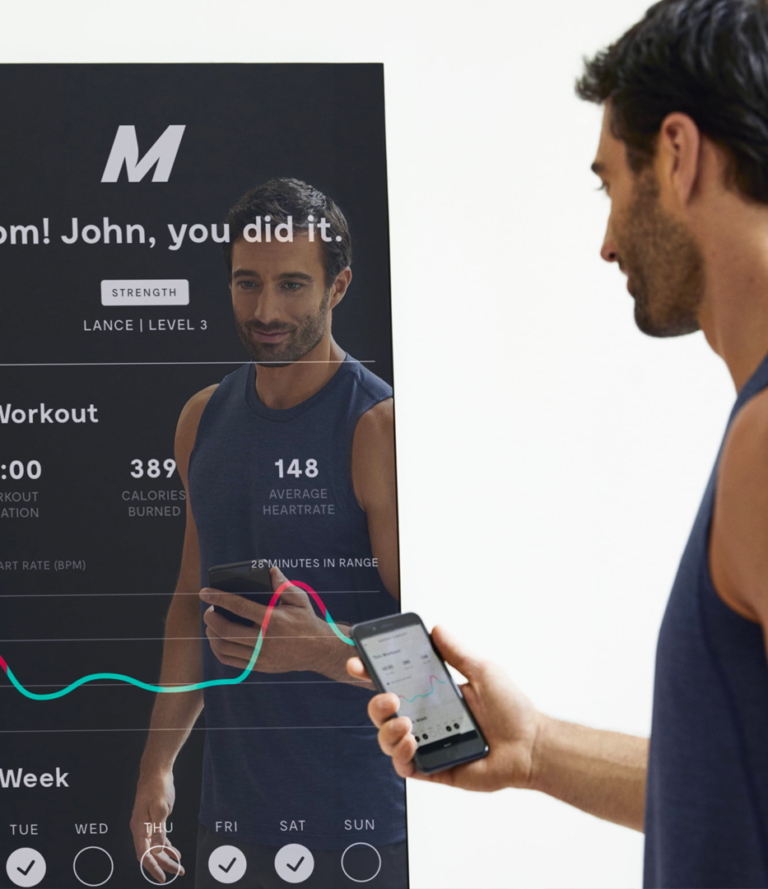 M
om! John, you did it.
STRENGTH
LANCE | LEVEL 3
Workout
:00
389
148
RKOUT
ATION
CALORIES
BURNED
AVERAGE
HEARTRATE
ART RATE (BPM)
28 MINUTES IN RANGE
Week
TUE WED THU FRI SAT SUN